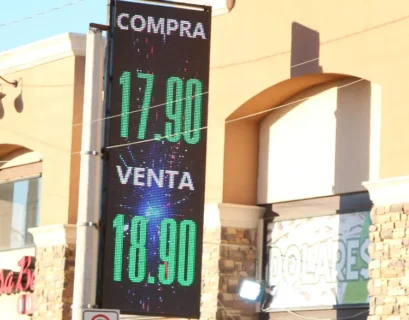 COMPRA
17.90
VENTA
18.90
DOLARES